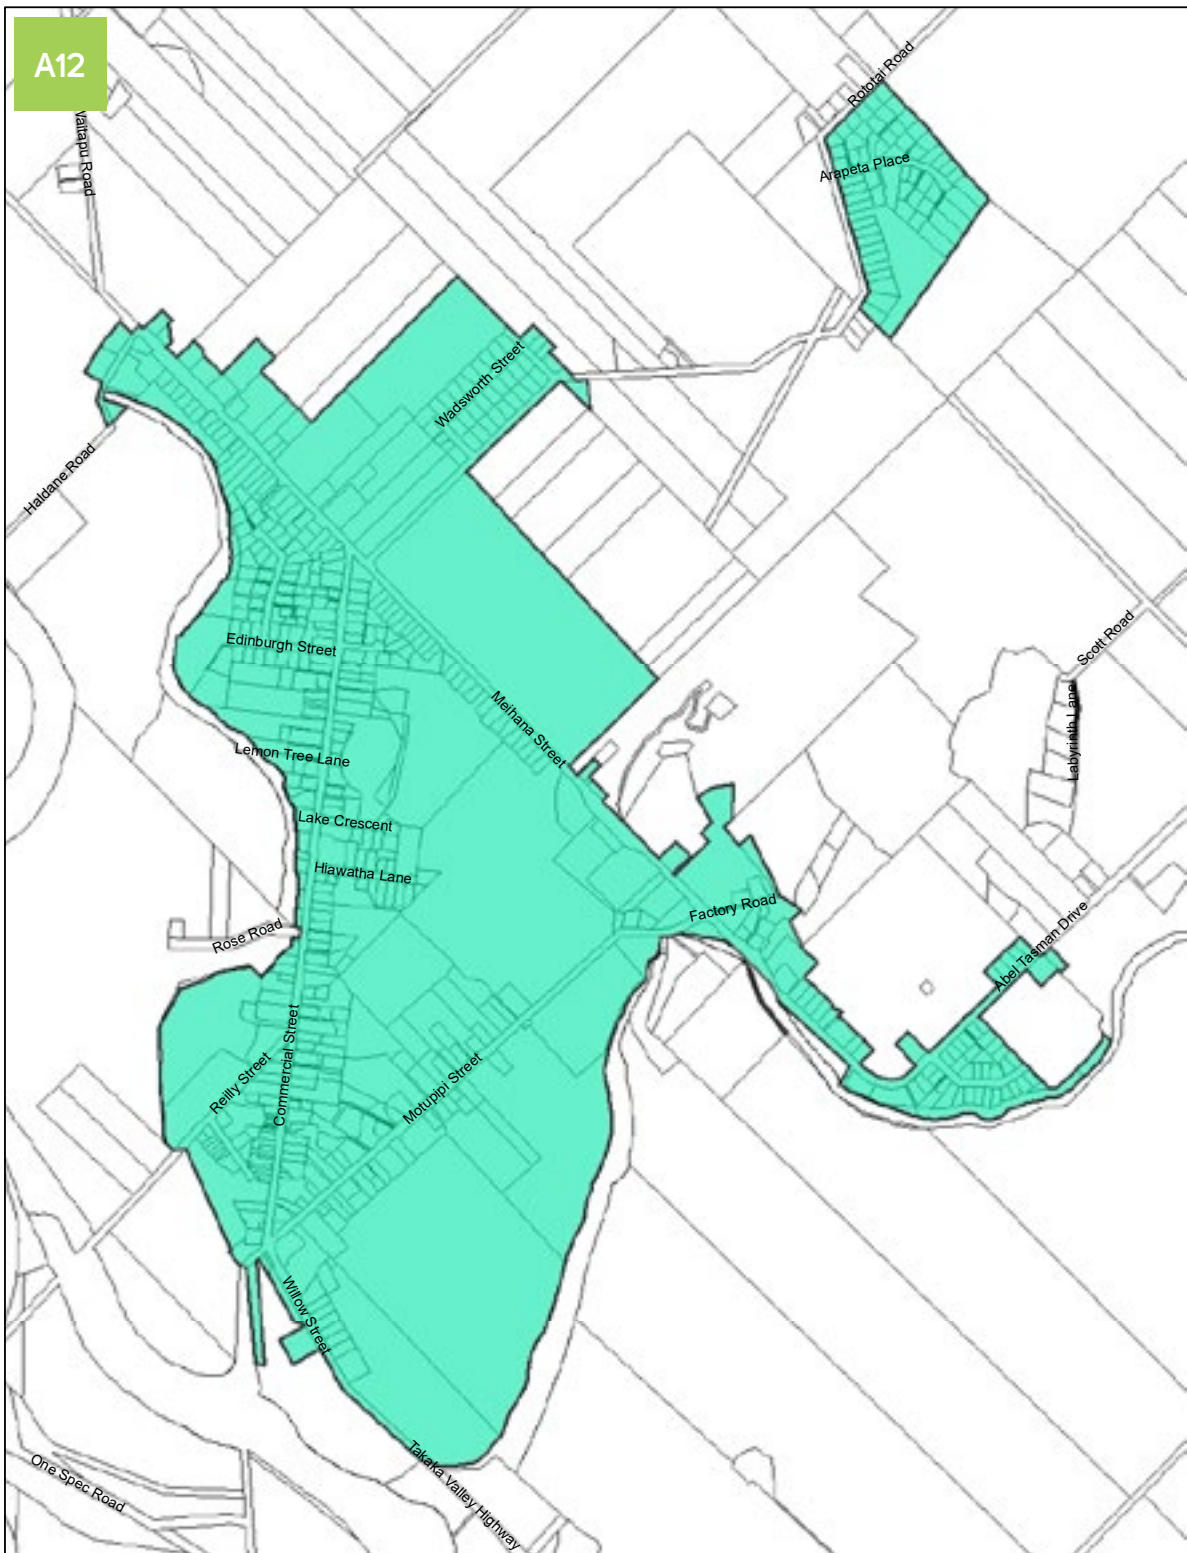 A12
Rototai Road
Waitapu Road
Arapeta Place
Wadsworth Street
Haldane Road
Edinburgh Street
Scott Road
Meihana Street
Labyrinth Lane
Lemon Tree Lane
Lake Crescent
Hiawatha Lane
Factory Road
Rose Road
Abel Tasman Drive
Commercial Street
Reilly Street
Motupipi Street
Willow Street
Takaka Valley Highway
One Spec Road